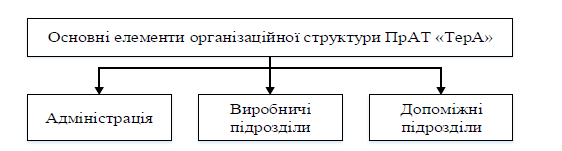 Основні елементи організаційної структури ПрАТ «ТерА»
Адміністрація
Виробничі
підрозділи
Допоміжні
підрозділи